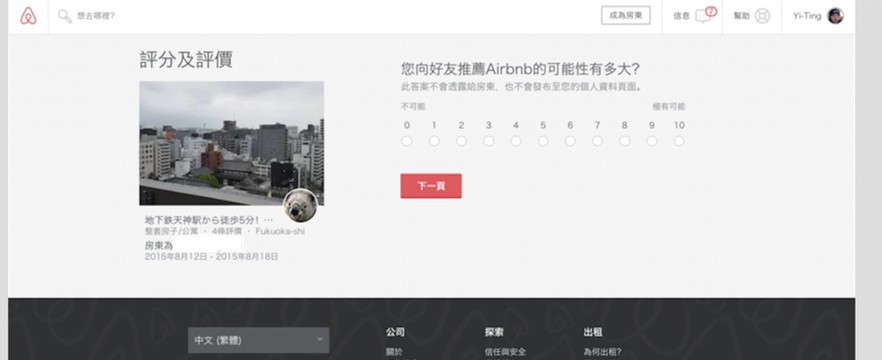 想去哪裡?
成為房東
信息
7
幫助
Yi-Ting
評分及評價
您向好友推薦Airbnb的可能性有多大?
此答案不會透露給房東, 也不會發布至您的個人資料頁面。
不可能
極有可能
0 1 2 3 4 5 6 7 8 9 10
下一頁
地下鉄天神駅から徒歩5分! …
整套房子/公寓 · 4條評價 · Fukuoka-shi
房東為
2015年8月12日 - 2015年8月18日
中文 (繁體)
公司
關於
探索
信任與安全
出租
為何出租?